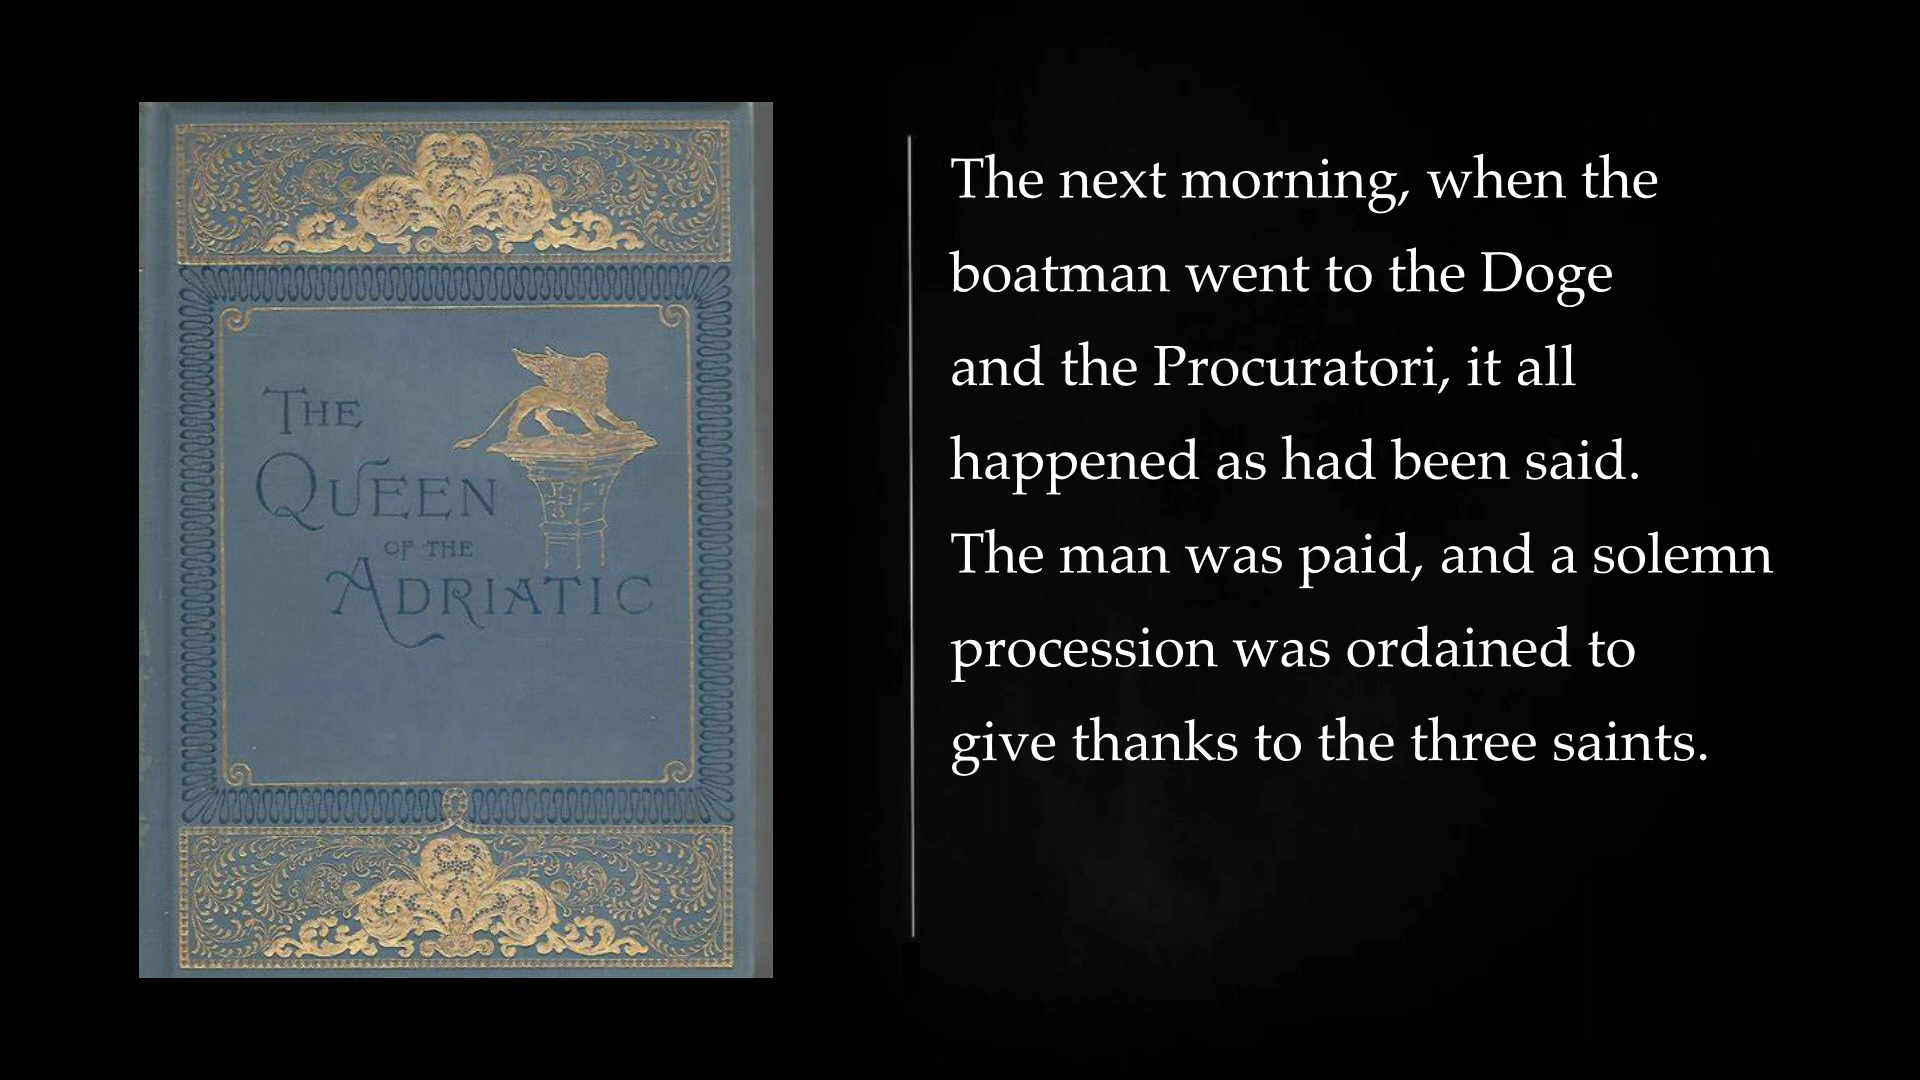 THE
QUEEN
OF THE
ADRIATIC
The next morning, when the
boatman went to the Doge
and the Procuratori, it all
happened as had been said.
The man was paid, and a solemn
procession was ordained to
give thanks to the three saints.